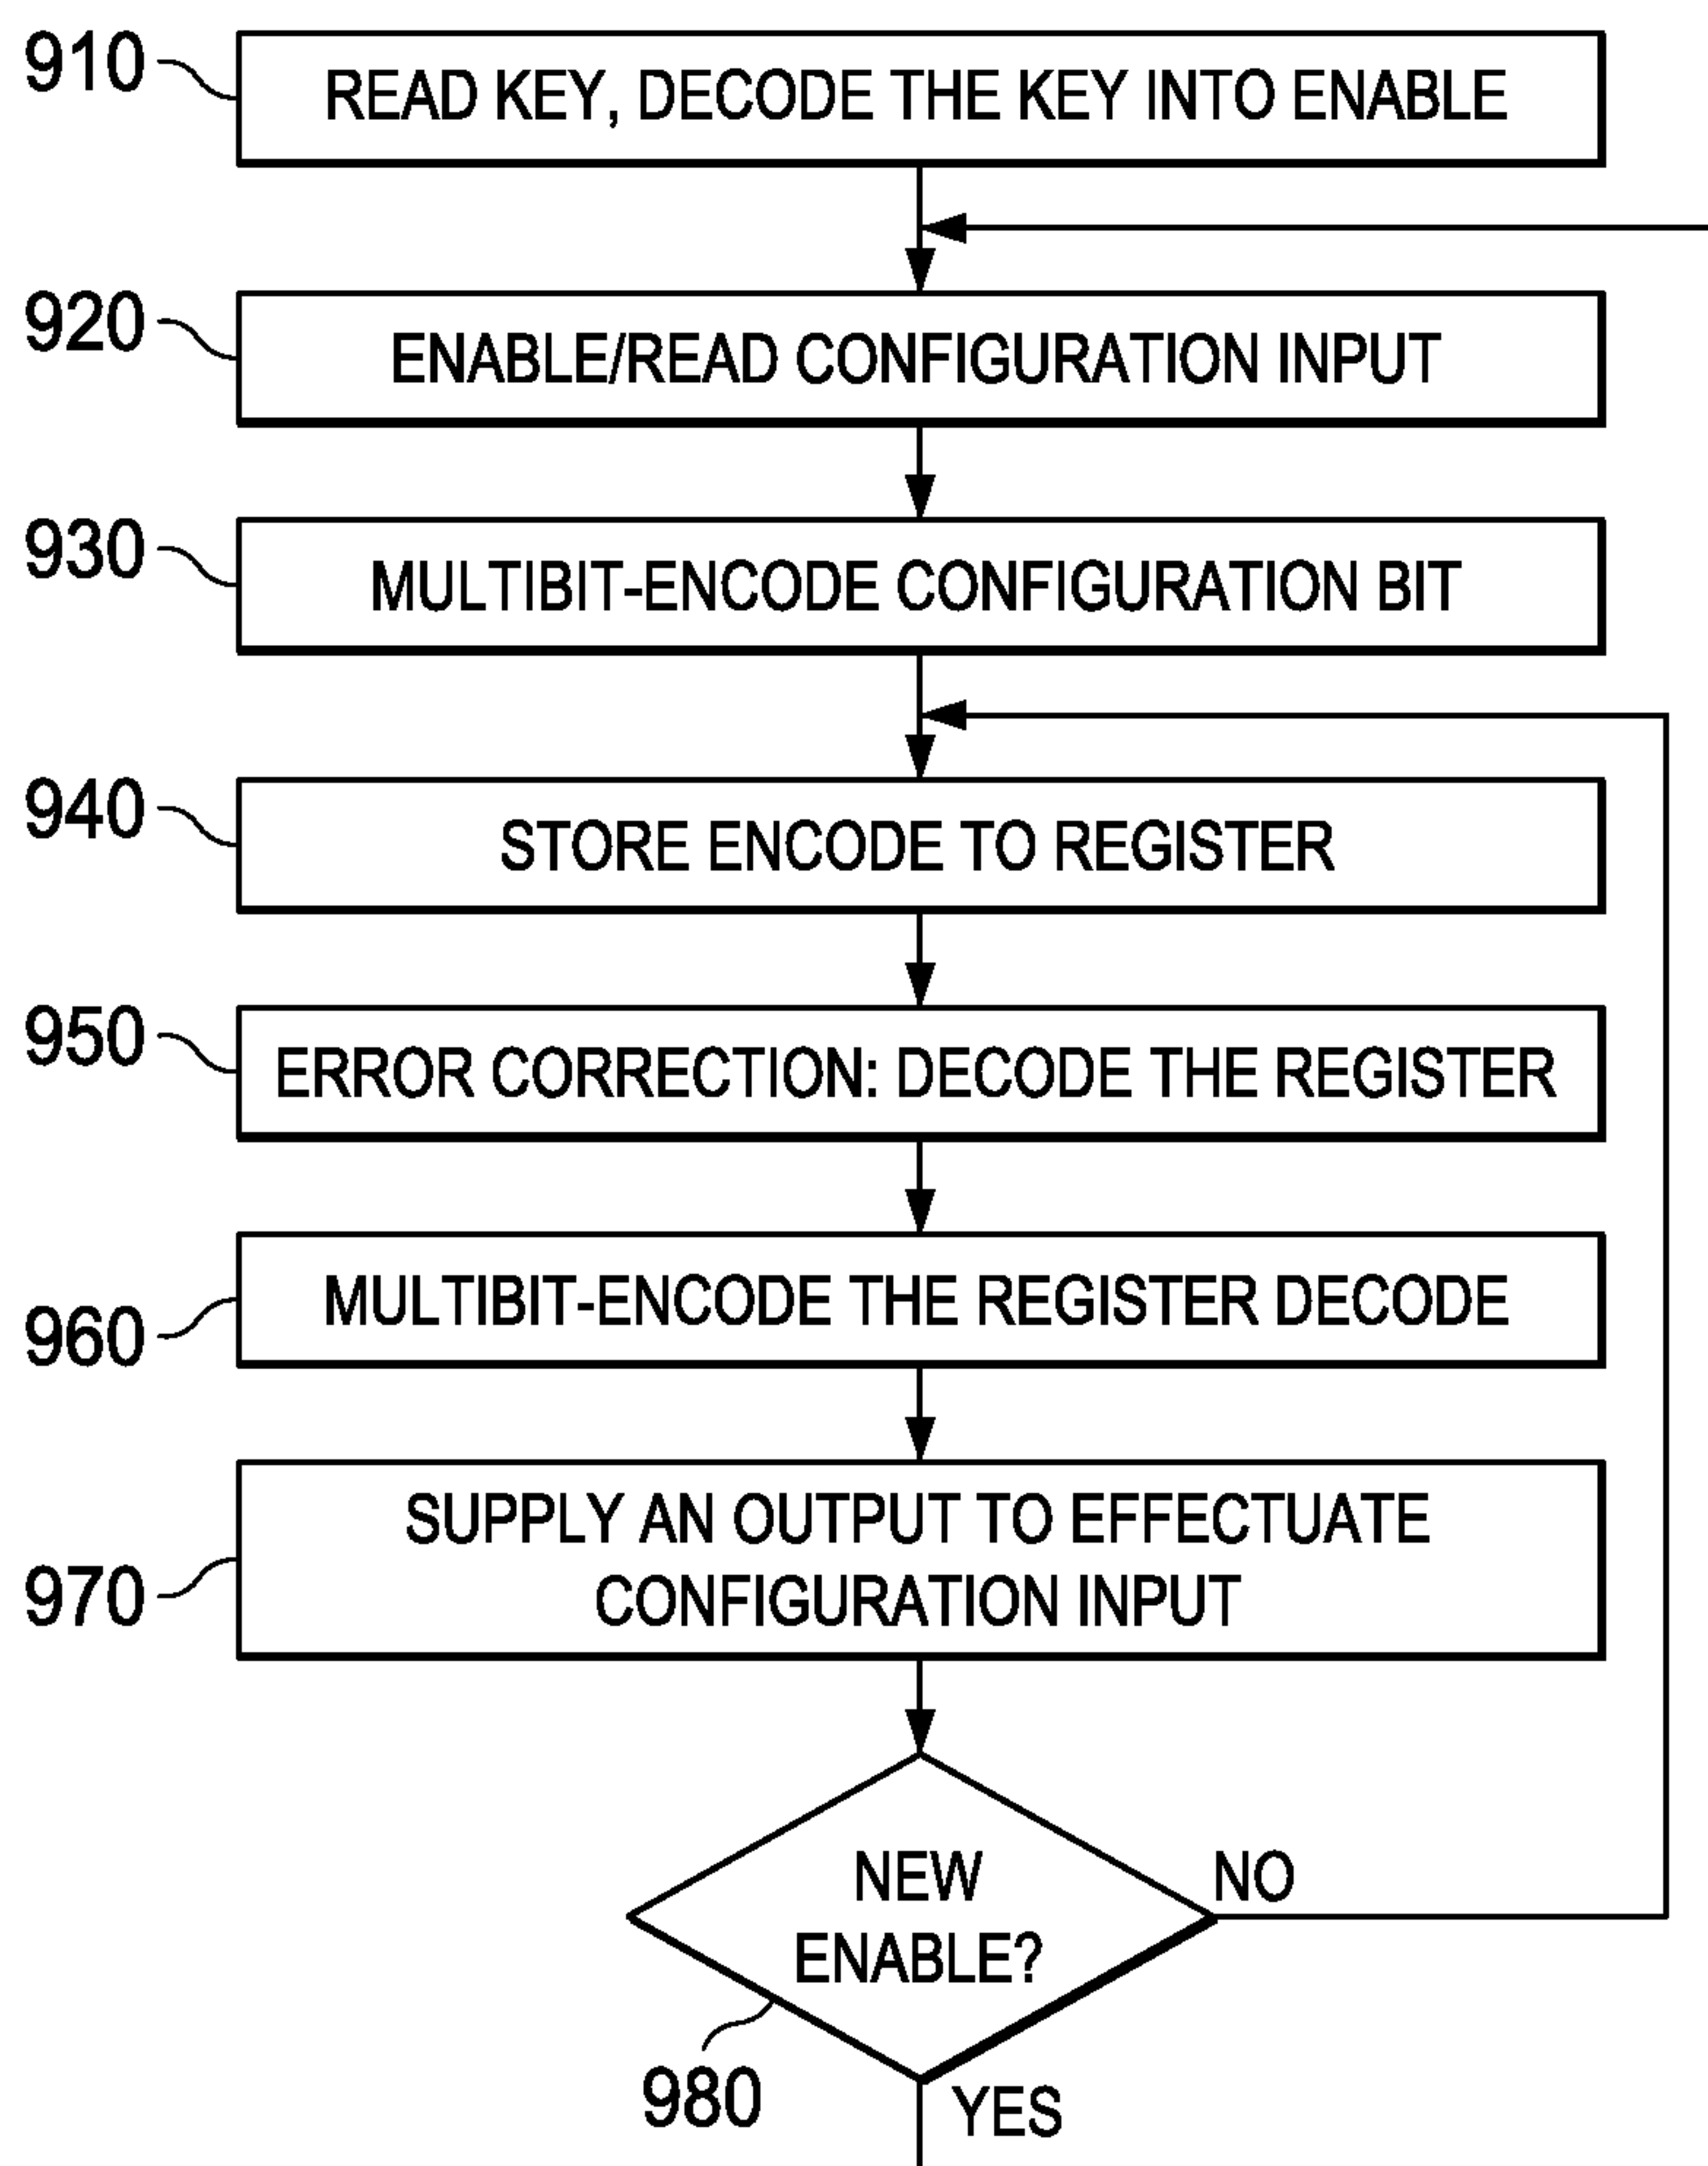 910
READ KEY, DECODE THE KEY INTO ENABLE
920
ENABLE/READ CONFIGURATION INPUT
930
MULTIBIT-ENCODE CONFIGURATION BIT
940
STORE ENCODE TO REGISTER
950
ERROR CORRECTION: DECODE THE REGISTER
960
MULTIBIT-ENCODE THE REGISTER DECODE
970
SUPPLY AN OUTPUT TO EFFECTUATE
CONFIGURATION INPUT
NEW
ENABLE?
NO
980
YES